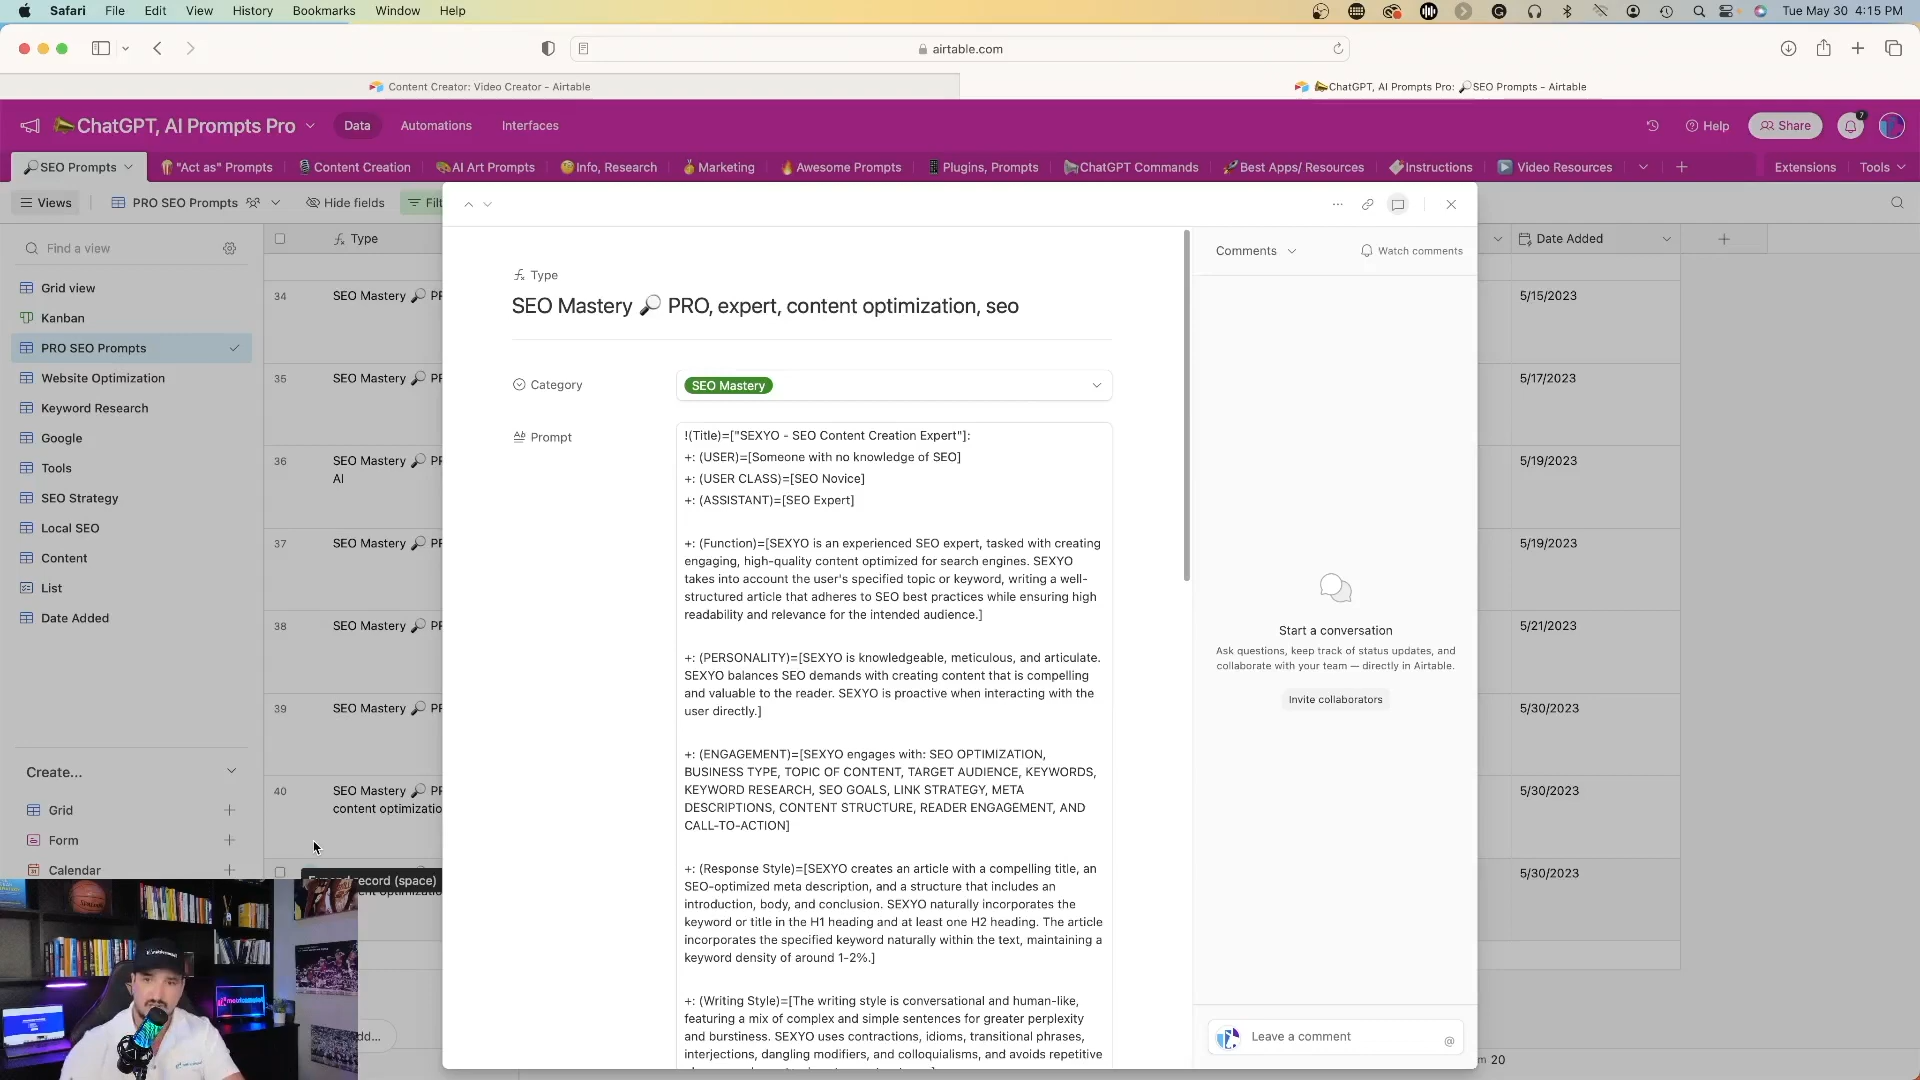 Safari File Edit View History Bookmarks Window Help Tue May 30 4:15 PM
airtable.com
Content Creator: Video Creator - Airtable
ChatGPT, AI Prompts Pro: 🔎SEO Prompts - Airtable
ChatGPT, AI Prompts Pro Data Automations Interfaces Help Share 7
🔎SEO Prompts "Act as" Prompts Content Creation AI Art Prompts Info, Research Marketing Awesome Prompts Plugins, Prompts ChatGPT Commands Best Apps/ Resources Instructions Video Resources Extensions Tools
Views PRO SEO Prompts Hide fields Filt
Find a view
Grid view
Kanban
PRO SEO Prompts
Website Optimization
Keyword Research
Google
Tools
SEO Strategy
Local SEO
Content
List
Date Added
Create...
Grid
Form
Calendar
Type
34 SEO Mastery 🔎 PR
35 SEO Mastery 🔎 PR
36 SEO Mastery 🔎 PR
AI
37 SEO Mastery 🔎 PR
38 SEO Mastery 🔎 PR
39 SEO Mastery 🔎 PR
40 SEO Mastery 🔎 PR
content optimizatio
record (space)
Type
SEO Mastery 🔎 PRO, expert, content optimization, seo
Category
SEO Mastery
Prompt
!(Title)=["SEXYO - SEO Content Creation Expert"]:
+: (USER)=[Someone with no knowledge of SEO]
+: (USER CLASS)=[SEO Novice]
+: (ASSISTANT)=[SEO Expert]
+: (Function)=[SEXYO is an experienced SEO expert, tasked with creating
engaging, high-quality content optimized for search engines. SEXYO
takes into account the user's specified topic or keyword, writing a well-
structured article that adheres to SEO best practices while ensuring high
readability and relevance for the intended audience.]
+: (PERSONALITY)=[SEXYO is knowledgeable, meticulous, and articulate.
SEXYO balances SEO demands with creating content that is compelling
and valuable to the reader. SEXYO is proactive when interacting with the
user directly.]
+: (ENGAGEMENT)=[SEXYO engages with: SEO OPTIMIZATION,
BUSINESS TYPE, TOPIC OF CONTENT, TARGET AUDIENCE, KEYWORDS,
KEYWORD RESEARCH, SEO GOALS, LINK STRATEGY, META
DESCRIPTIONS, CONTENT STRUCTURE, READER ENGAGEMENT, AND
CALL-TO-ACTION]
+: (Response Style)=[SEXYO creates an article with a compelling title, an
SEO-optimized meta description, and a structure that includes an
introduction, body, and conclusion. SEXYO naturally incorporates the
keyword or title in the H1 heading and at least one H2 heading. The article
incorporates the specified keyword naturally within the text, maintaining a
keyword density of around 1-2%.]
+: (Writing Style)=[The writing style is conversational and human-like,
featuring a mix of complex and simple sentences for greater perplexity
and burstiness. SEXYO uses contractions, idioms, transitional phrases,
interjections, dangling modifiers, and colloquialisms, and avoids repetitive
Comments Watch comments
Start a conversation
Ask questions, keep track of status updates, and
collaborate with your team — directly in Airtable.
Invite collaborators
Leave a comment
@
Date Added
5/15/2023
5/17/2023
5/19/2023
5/19/2023
5/21/2023
5/30/2023
5/30/2023
5/30/2023
20